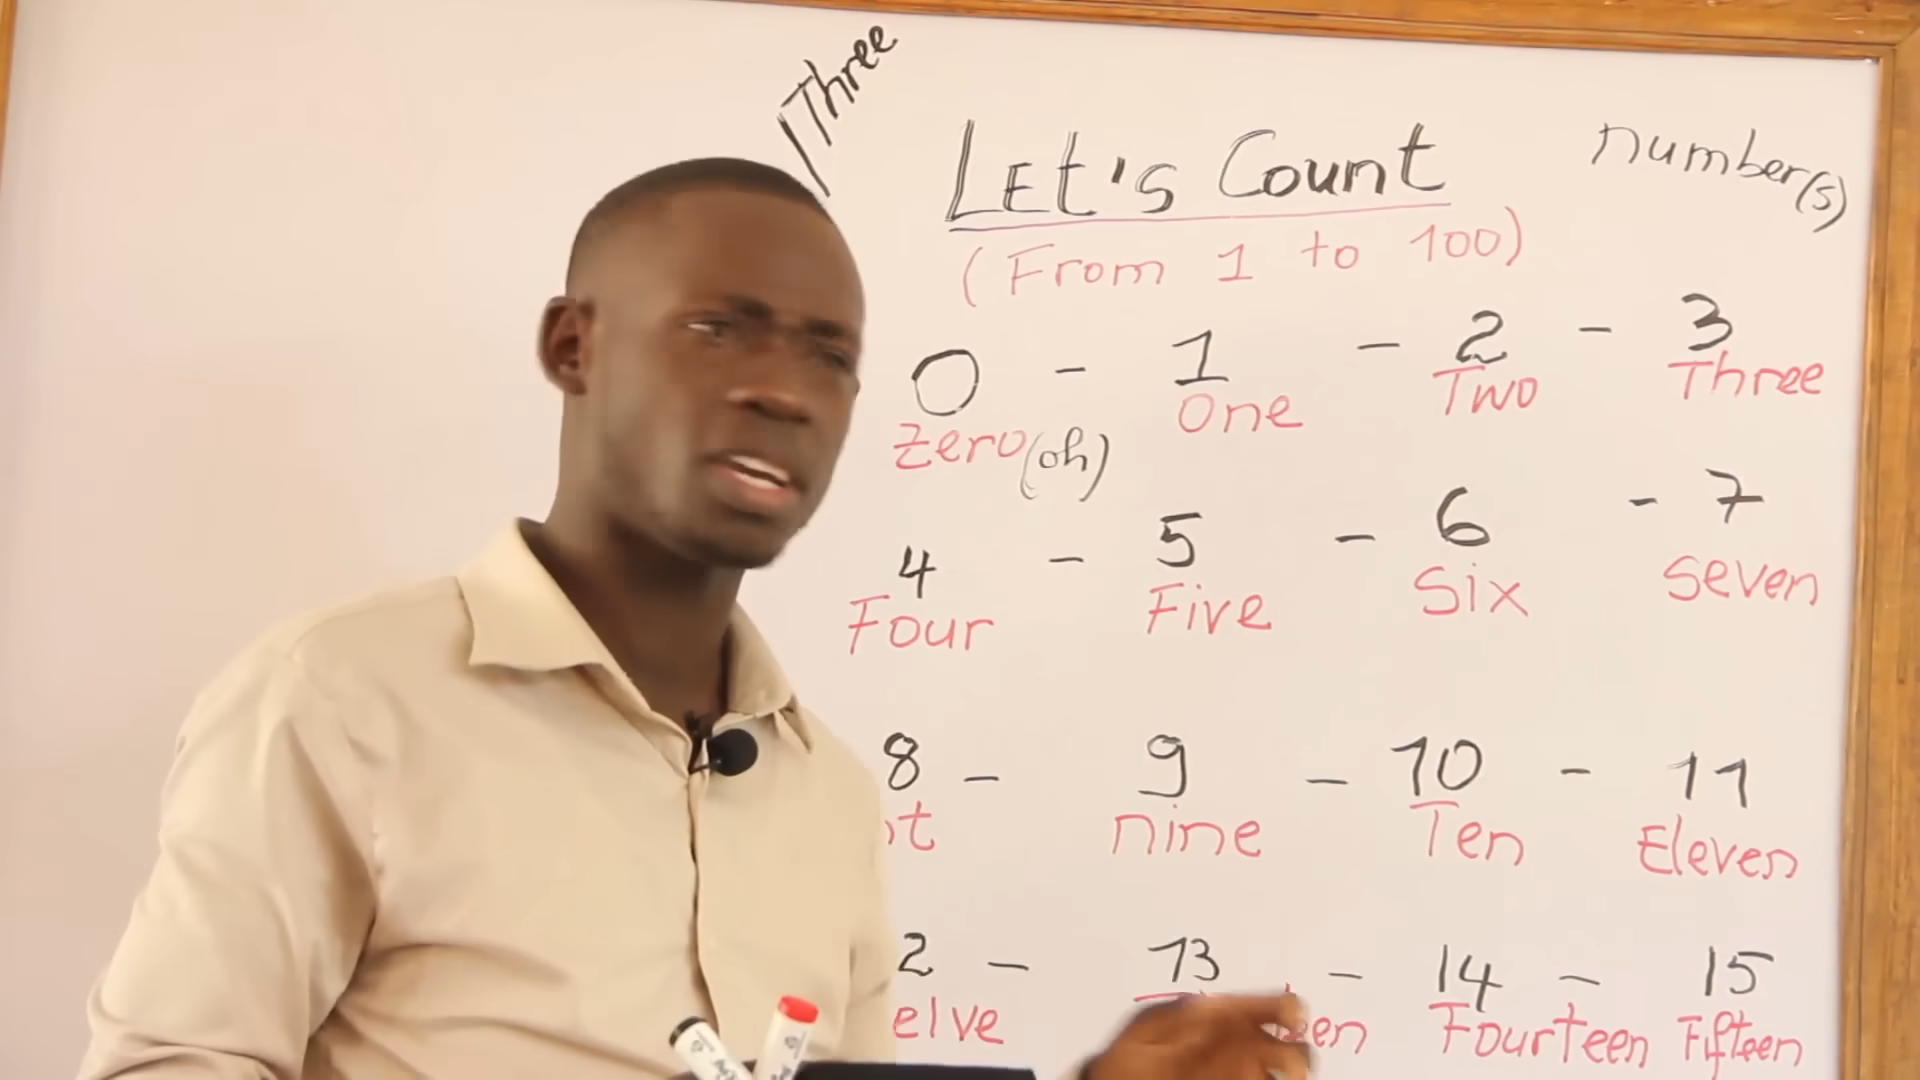 Three
Let's Count
number(s)
(From 1 to 100)
0 - 1 - 2 - 3
Zero (oh) One Two Three
4 - 5 - 6 - 7
Four Five Six Seven
8 - 9 - 10 - 11
nine Ten Eleven
2 - 13 - 14 - 15
elve een Fourteen Fifteen